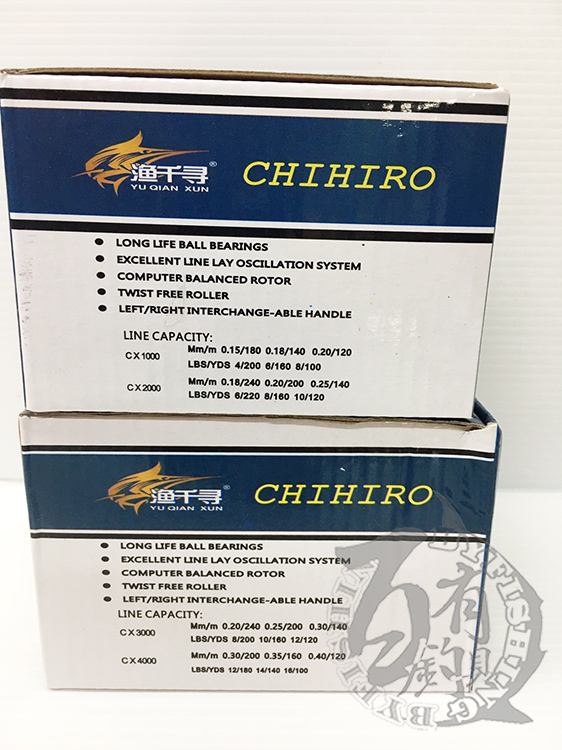 渔千寻®
YU QIAN XUN
CHIHIRO
● LONG LIFE BALL BEARINGS
● EXCELLENT LINE LAY OSCILLATION SYSTEM
● COMPUTER BALANCED ROTOR
● TWIST FREE ROLLER
● LEFT/RIGHT INTERCHANGE-ABLE HANDLE
LINE CAPACITY:
CX1000 Mm/m 0.15/180 0.18/140 0.20/120
LBS/YDS 4/200 6/160 8/100
CX2000 Mm/m 0.18/240 0.20/200 0.25/140
LBS/YDS 6/220 8/160 10/120
渔千寻®
YU QIAN XUN
CHIHIRO
● LONG LIFE BALL BEARINGS
● EXCELLENT LINE LAY OSCILLATION SYSTEM
● COMPUTER BALANCED ROTOR
● TWIST FREE ROLLER
● LEFT/RIGHT INTERCHANGE-ABLE HANDLE
LINE CAPACITY:
CX3000 Mm/m 0.20/240 0.25/200 0.30/140
LBS/YDS 8/200 10/160 12/120
CX4000 Mm/m 0.30/200 0.35/160 0.40/120
LBS/YDS 12/180 14/140 16/100
有
釣
BYFISHING